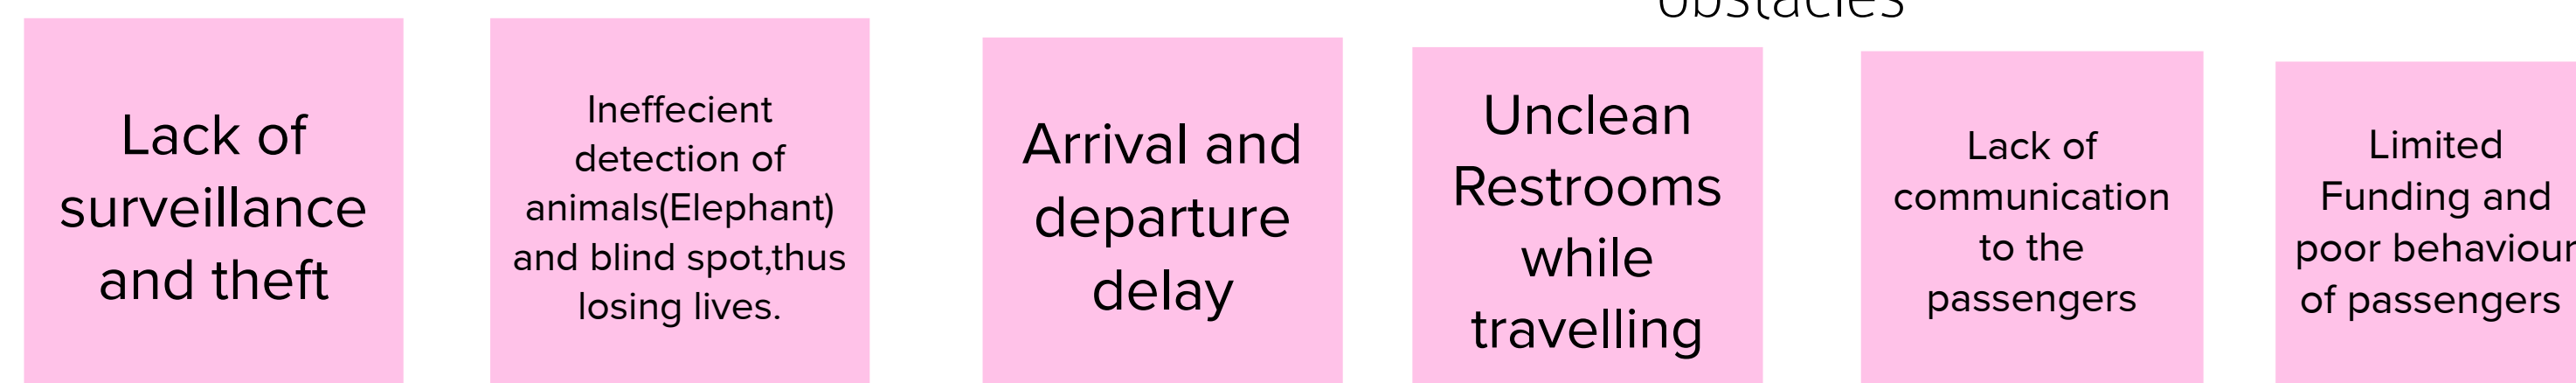 obstacles
Lack of
surveillance
and theft
Ineffecient
detection of
animals(Elephant)
and blind spot,thus
losing lives.
Arrival and
departure
delay
Unclean
Restrooms
while
travelling
Lack of
communication
to the
passengers
Limited
Funding and
poor behaviour
of passengers